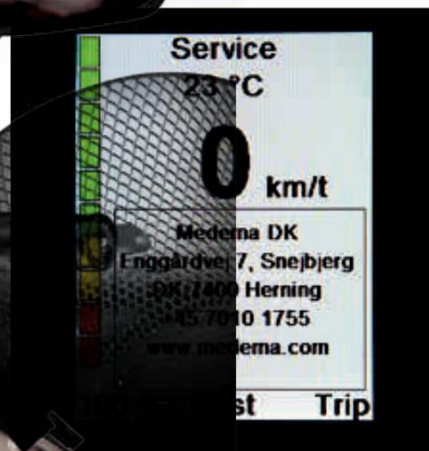 Service
23 °C
0 km/t
Medema DK
Enggårdvej 7, Snejbjerg
DK-7400 Herning
+45 7010 1755
www.medema.com
Trip